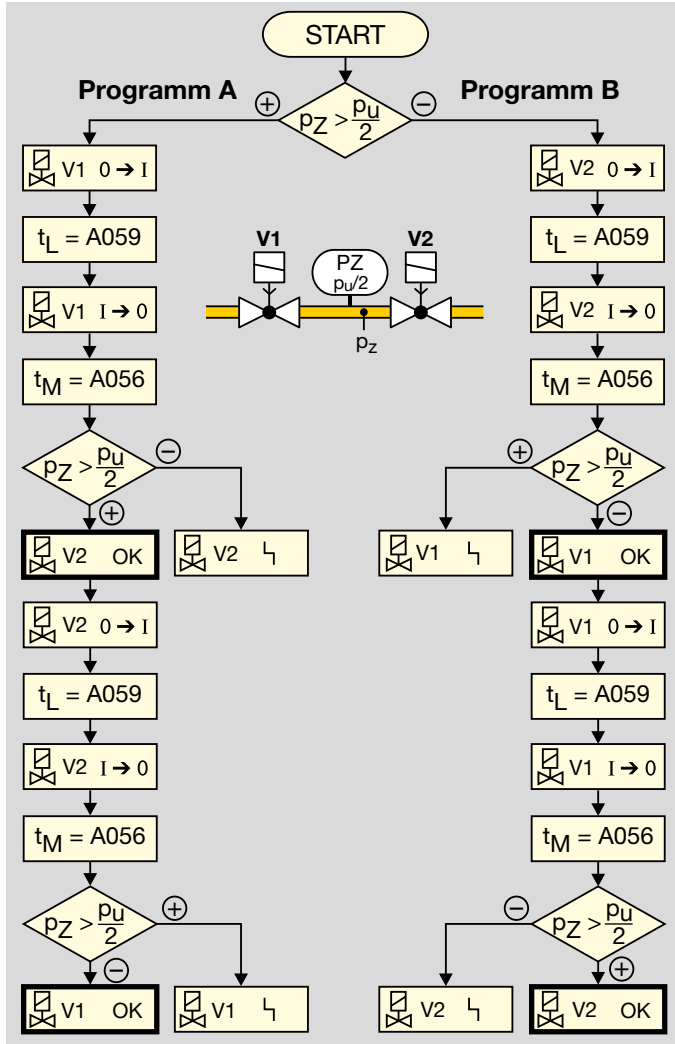 START
Programm A
Programm B
+
pZ > pu/2
−
V1 0 → I
V2 0 → I
tL = A059
tL = A059
V1
V2
PZ
pu/2
pz
V1 I → 0
V2 I → 0
tM = A056
tM = A056
pZ > pu/2
−
+
pZ > pu/2
+
−
V2 OK
V2
V1
V1 OK
V2 0 → I
V1 0 → I
tL = A059
tL = A059
V2 I → 0
V1 I → 0
tM = A056
tM = A056
pZ > pu/2
+
−
pZ > pu/2
−
+
V1 OK
V1
V2
V2 OK